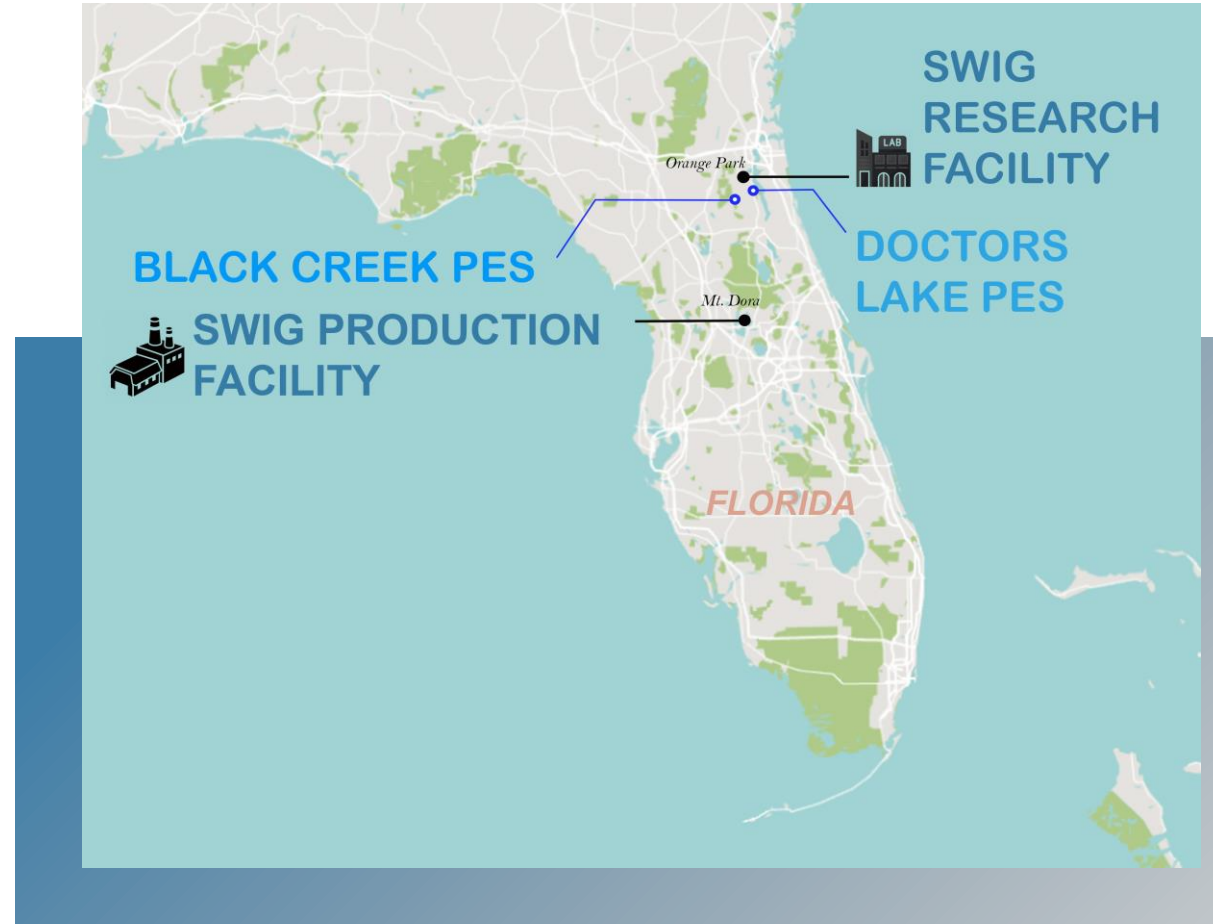 SWIG
RESEARCH
FACILITY
LAB
Orange Park
BLACK CREEK PES
DOCTORS
LAKE PES
Mt. Dora
SWIG PRODUCTION
FACILITY
FLORIDA